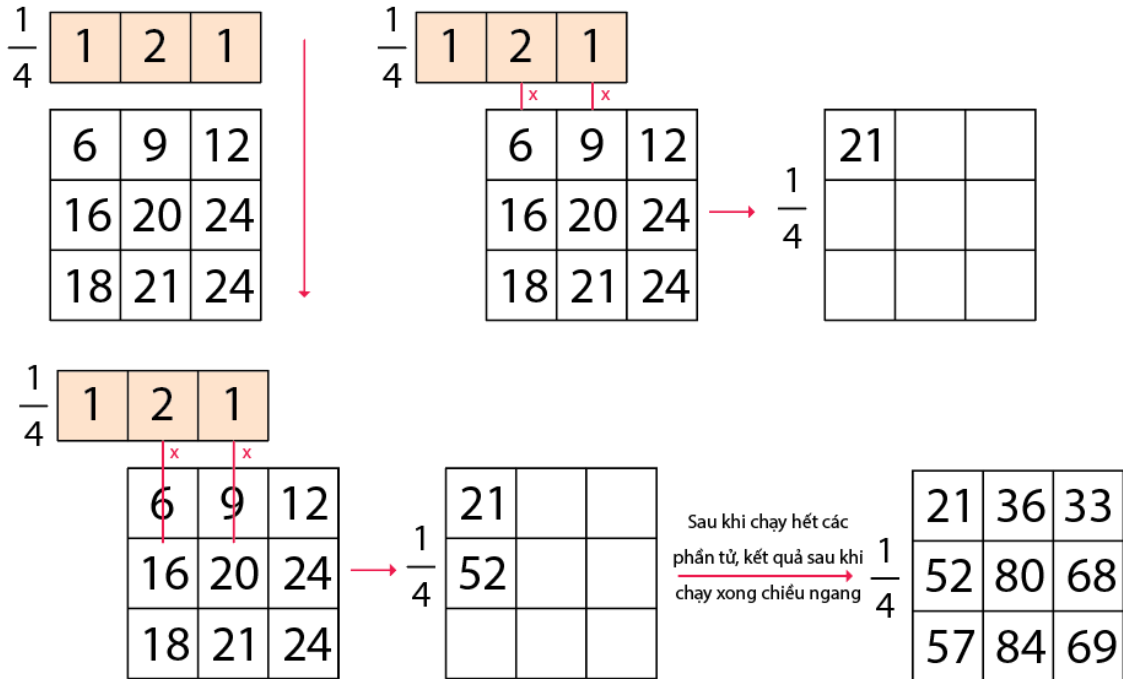 1 1 2 1
4
6 9 12
16 20 24
18 21 24
1 1 2 1
4
x x
6 9 12
16 20 24
18 21 24
1
4
21
1 1 2 1
4
x x
6 9 12
16 20 24
18 21 24
1
4
21
52
Sau khi chạy hết các
phần tử, kết quả sau khi
chạy xong chiều ngang
1
4
21 36 33
52 80 68
57 84 69